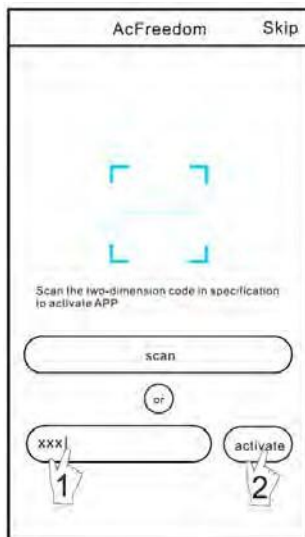 AcFreedom Skip
Scan the two-dimension code in specification
to activate APP
scan
or
xxx activate
1 2